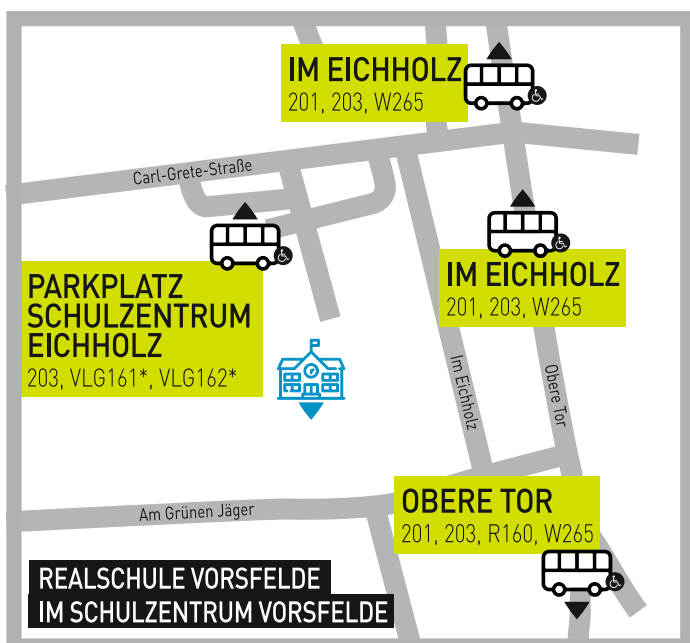 IM EICHHOLZ
201, 203, W265
Carl-Grete-Straße
IM EICHHOLZ
201, 203, W265
PARKPLATZ
SCHULZENTRUM
EICHHOLZ
203, VLG161*, VLG162*
Im Eichholz
Obere Tor
OBERE TOR
201, 203, R160, W265
Am Grünen Jäger
REALSCHULE VORSFELDE
IM SCHULZENTRUM VORSFELDE